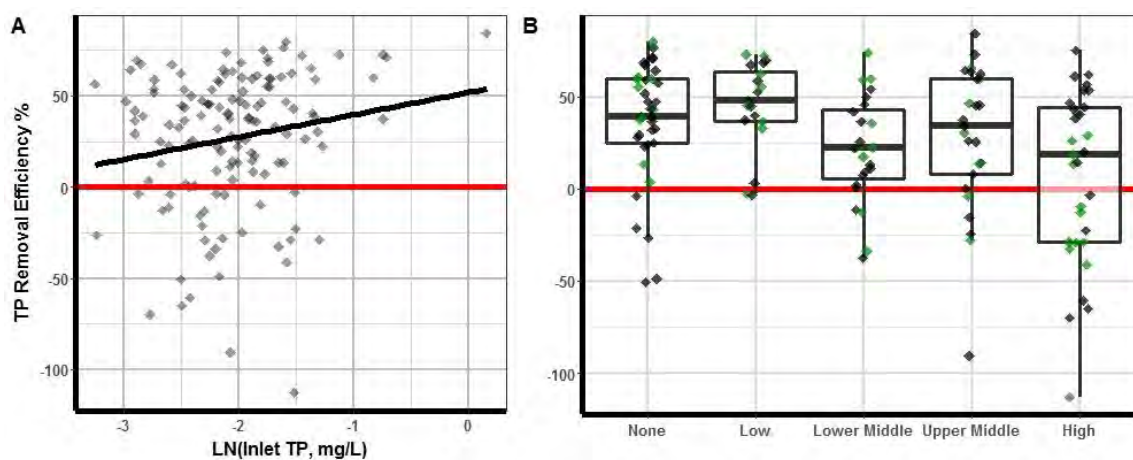 A
B
TP Removal Efficiency %
50
0
-50
-100
-3
-2
-1
0
LN(Inlet TP, mg/L)
50
0
-50
-100
None
Low
Lower Middle
Upper Middle
High